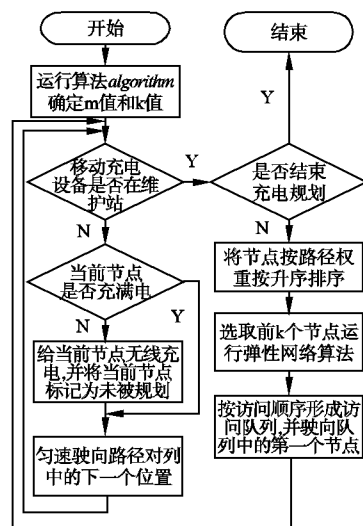 开始
运行算法algorithm
确定m值和k值
移动充电
设备是否在维
护站
Y
N
当前节点
是否充满电
N
Y
给当前节点无线充
电,并将当前节点
标记为未被规划
匀速驶向路径对列
中的下一个位置
结束
Y
是否结束
充电规划
N
将节点按路径权
重按升序排序
选取前k个节点运
行弹性网络算法
按访问顺序形成访
问队列,并驶向队
列中的第一个节点